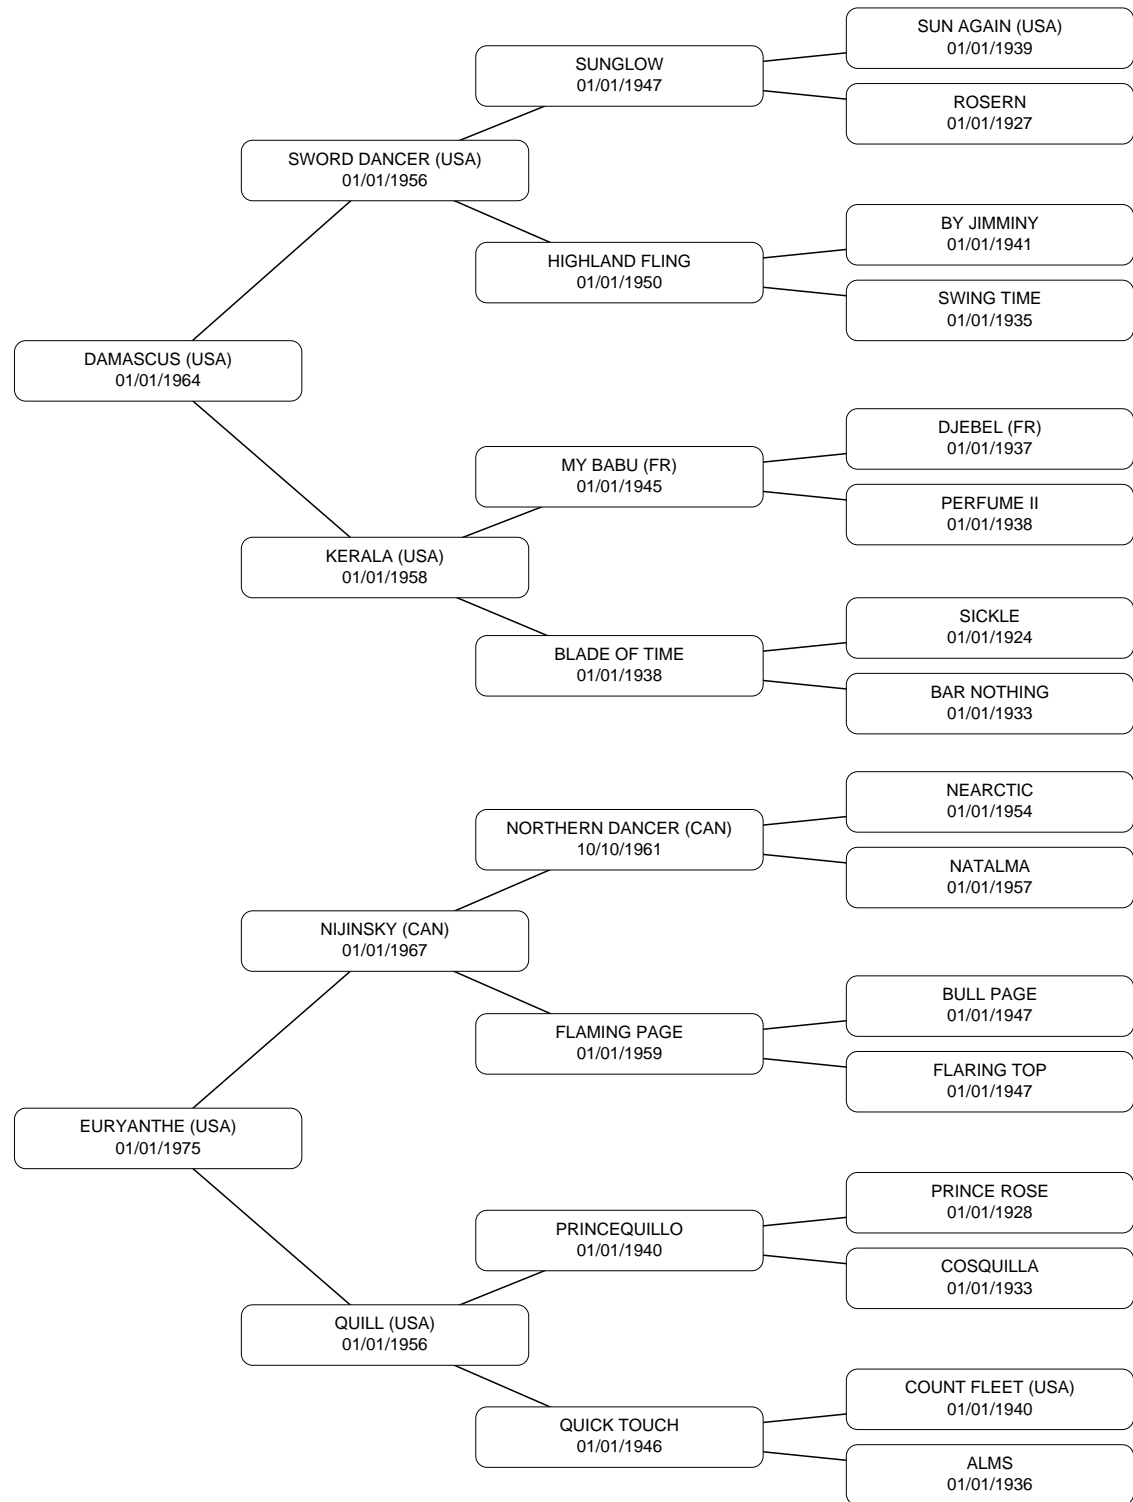 SUN AGAIN (USA)
01/01/1939
SUNGLOW
01/01/1947
ROSERN
01/01/1927
SWORD DANCER (USA)
01/01/1956
BY JIMMINY
01/01/1941
HIGHLAND FLING
01/01/1950
SWING TIME
01/01/1935
DAMASCUS (USA)
01/01/1964
DJEBEL (FR)
01/01/1937
MY BABU (FR)
01/01/1945
PERFUME II
01/01/1938
KERALA (USA)
01/01/1958
SICKLE
01/01/1924
BLADE OF TIME
01/01/1938
BAR NOTHING
01/01/1933
NEARCTIC
01/01/1954
NORTHERN DANCER (CAN)
10/10/1961
NATALMA
01/01/1957
NIJINSKY (CAN)
01/01/1967
BULL PAGE
01/01/1947
FLAMING PAGE
01/01/1959
FLARING TOP
01/01/1947
EURYANTHE (USA)
01/01/1975
PRINCE ROSE
01/01/1928
PRINCEQUILLO
01/01/1940
COSQUILLA
01/01/1933
QUILL (USA)
01/01/1956
COUNT FLEET (USA)
01/01/1940
QUICK TOUCH
01/01/1946
ALMS
01/01/1936